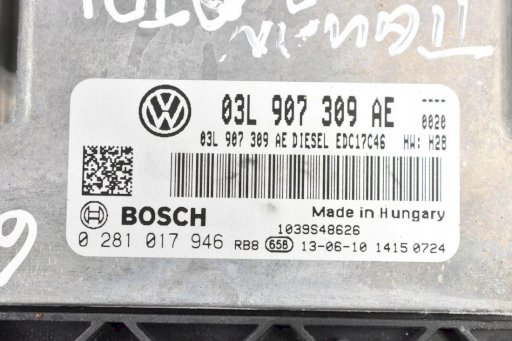 TIGUAN
03L 907 309 AE ----
0020
03L 907 309 AE DIESEL EDC17C46 HW: H28
BOSCH
Made in Hungary
1039S48626
0 281 017 946 RB8 658 13-06-10 1415 0724